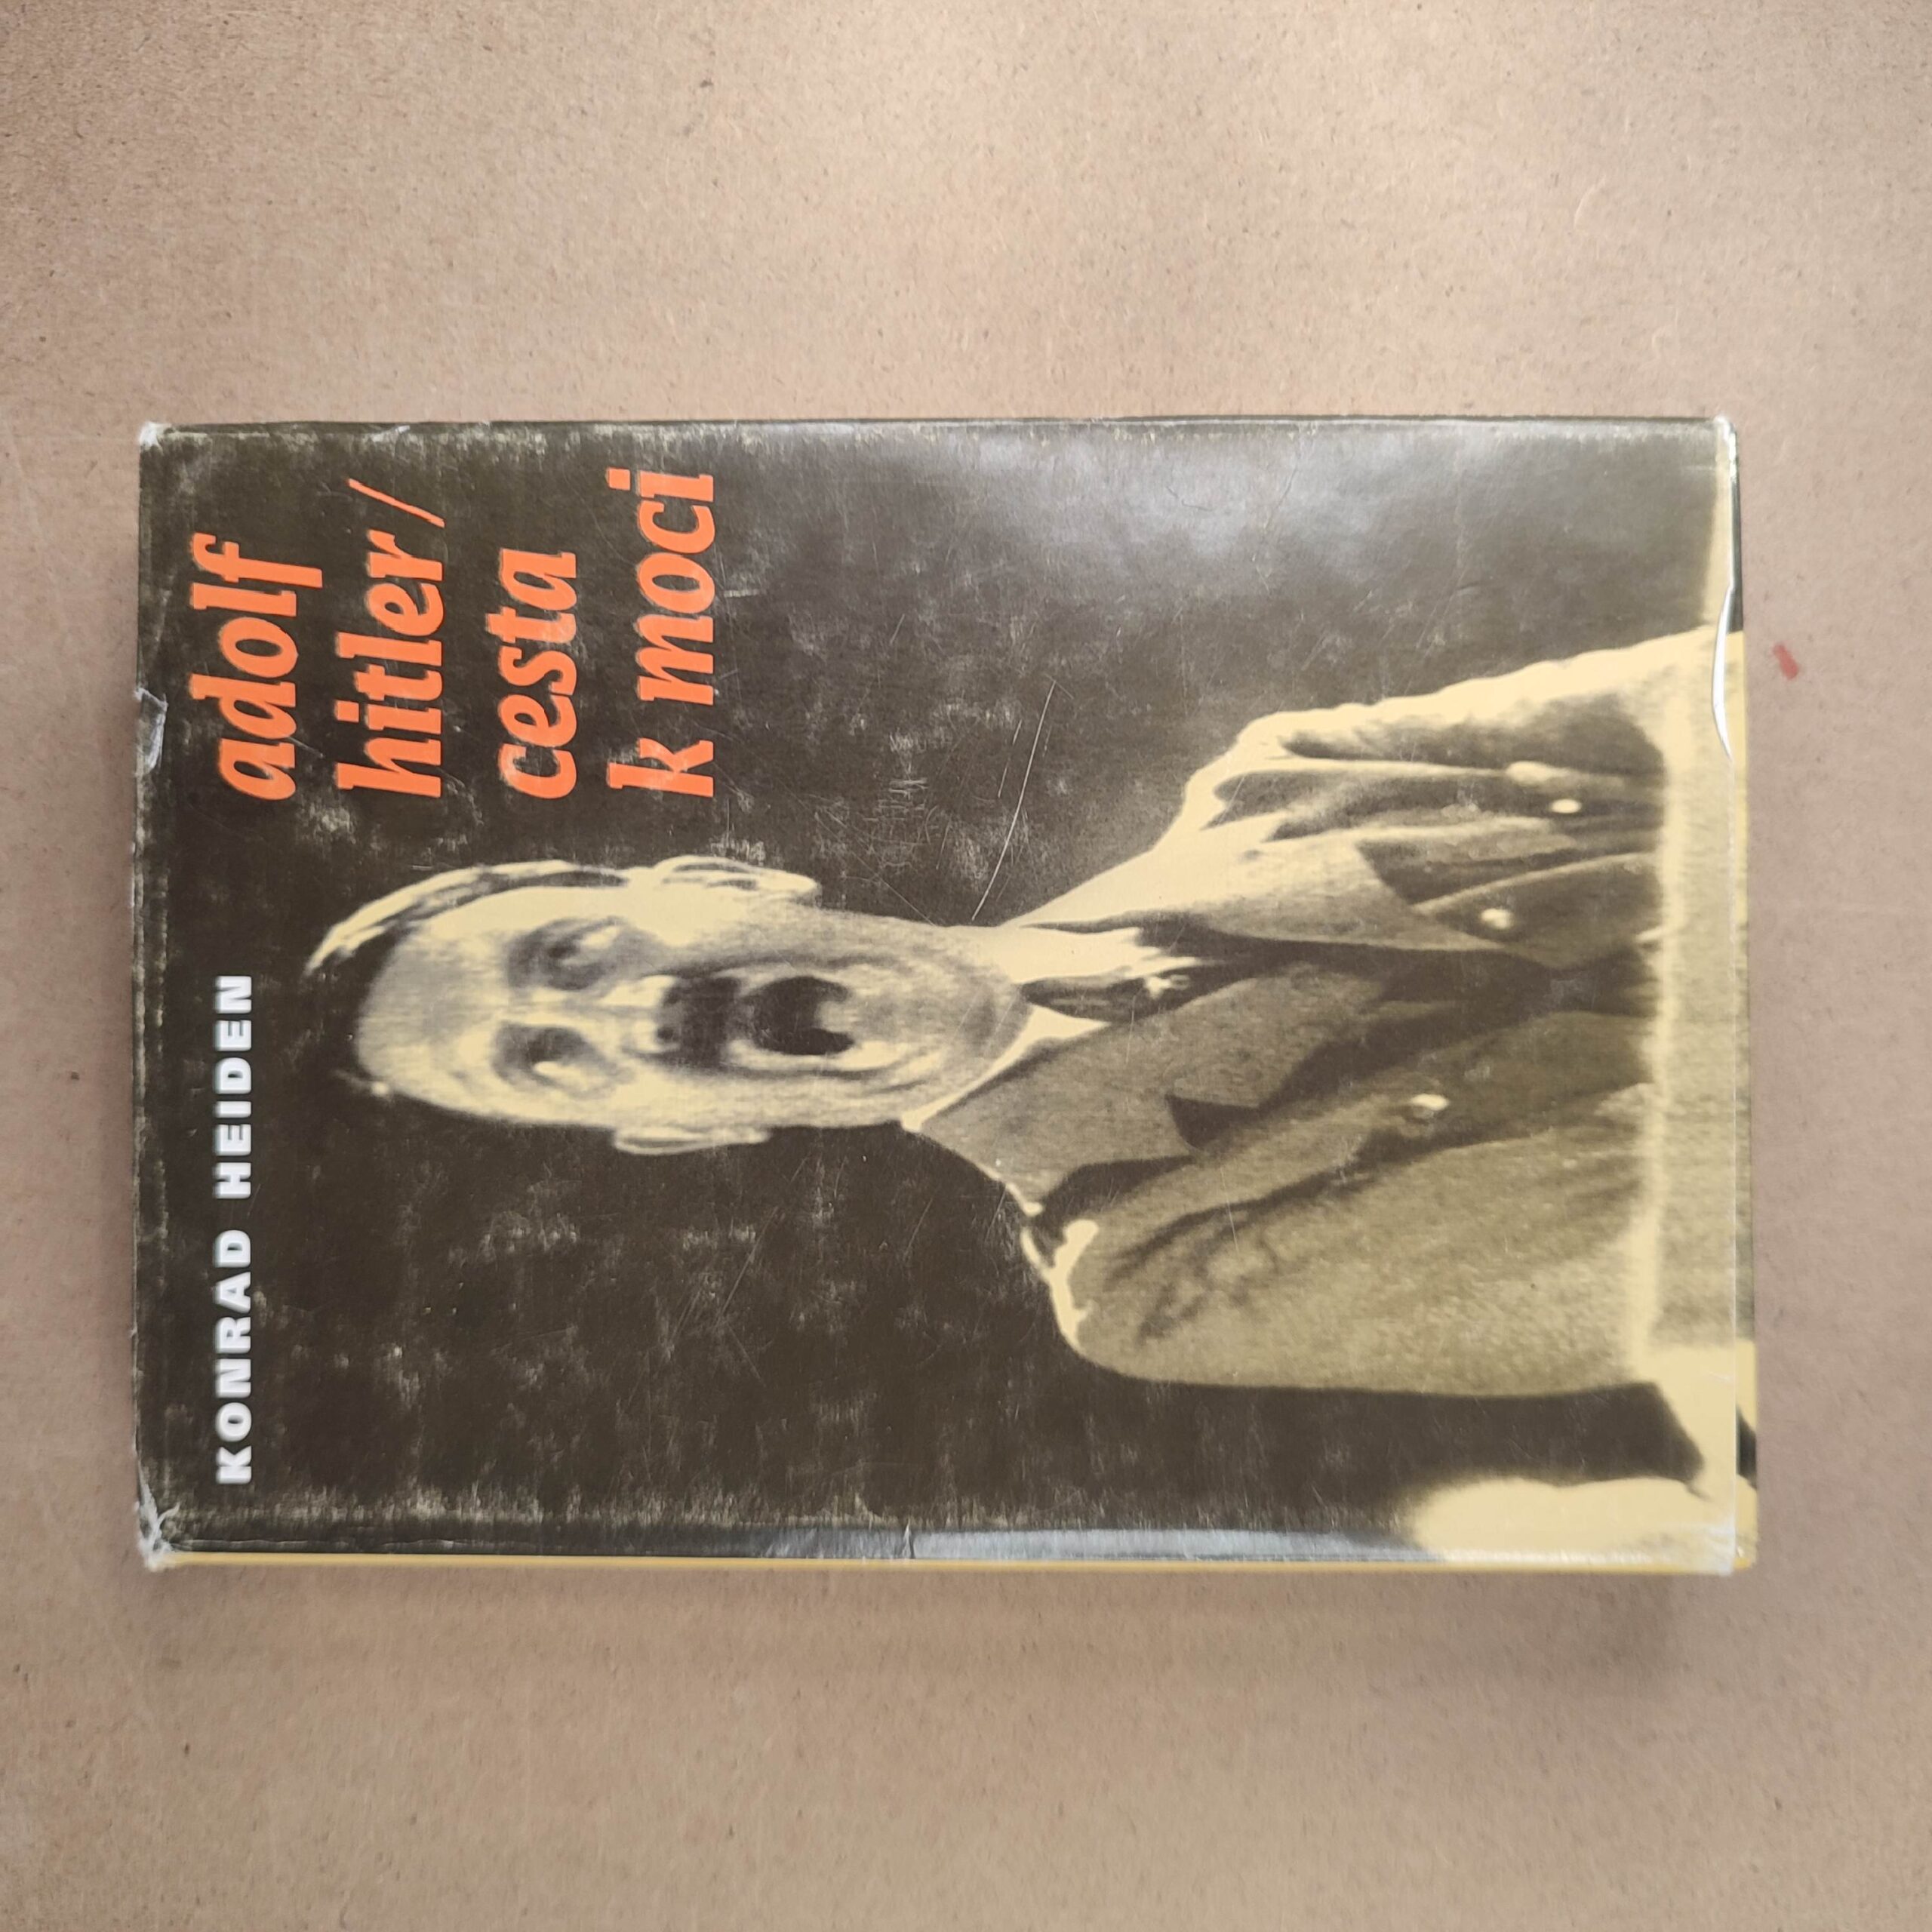 KONRAD HEIDEN
adolf
hitler/
cesta
k moci